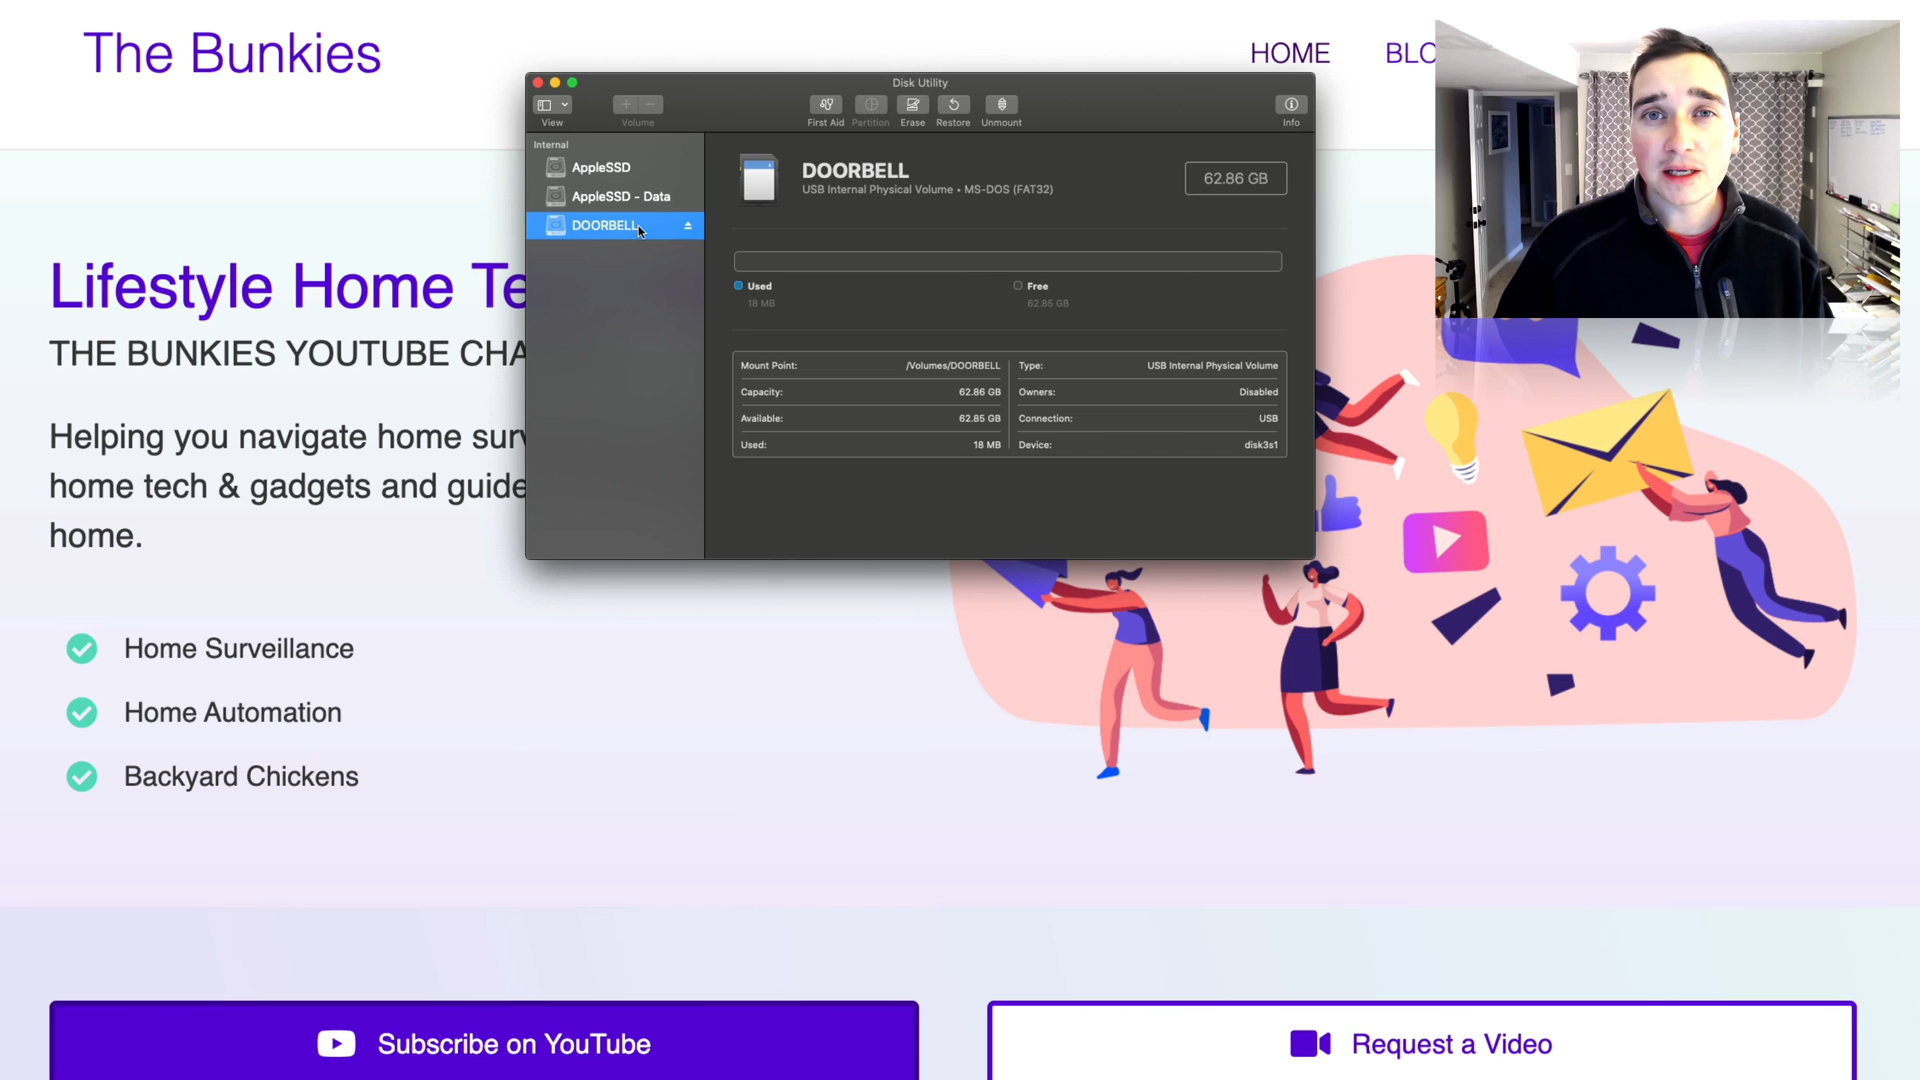 The Bunkies
HOME BLO
Disk Utility
View Volume First Aid Partition Erase Restore Unmount Info
Internal
AppleSSD
AppleSSD - Data
DOORBELL
DOORBELL
USB Internal Physical Volume • MS-DOS (FAT32)
62.86 GB
Used
18 MB
Free
62.85 GB
Mount Point: /Volumes/DOORBELL
Capacity: 62.86 GB
Available: 62.85 GB
Used: 18 MB
Type: USB Internal Physical Volume
Owners: Disabled
Connection: USB
Device: disk3s1
Lifestyle Home Te
THE BUNKIES YOUTUBE CHA
Helping you navigate home surv
home tech & gadgets and guide
home.
Home Surveillance
Home Automation
Backyard Chickens
Subscribe on YouTube
Request a Video